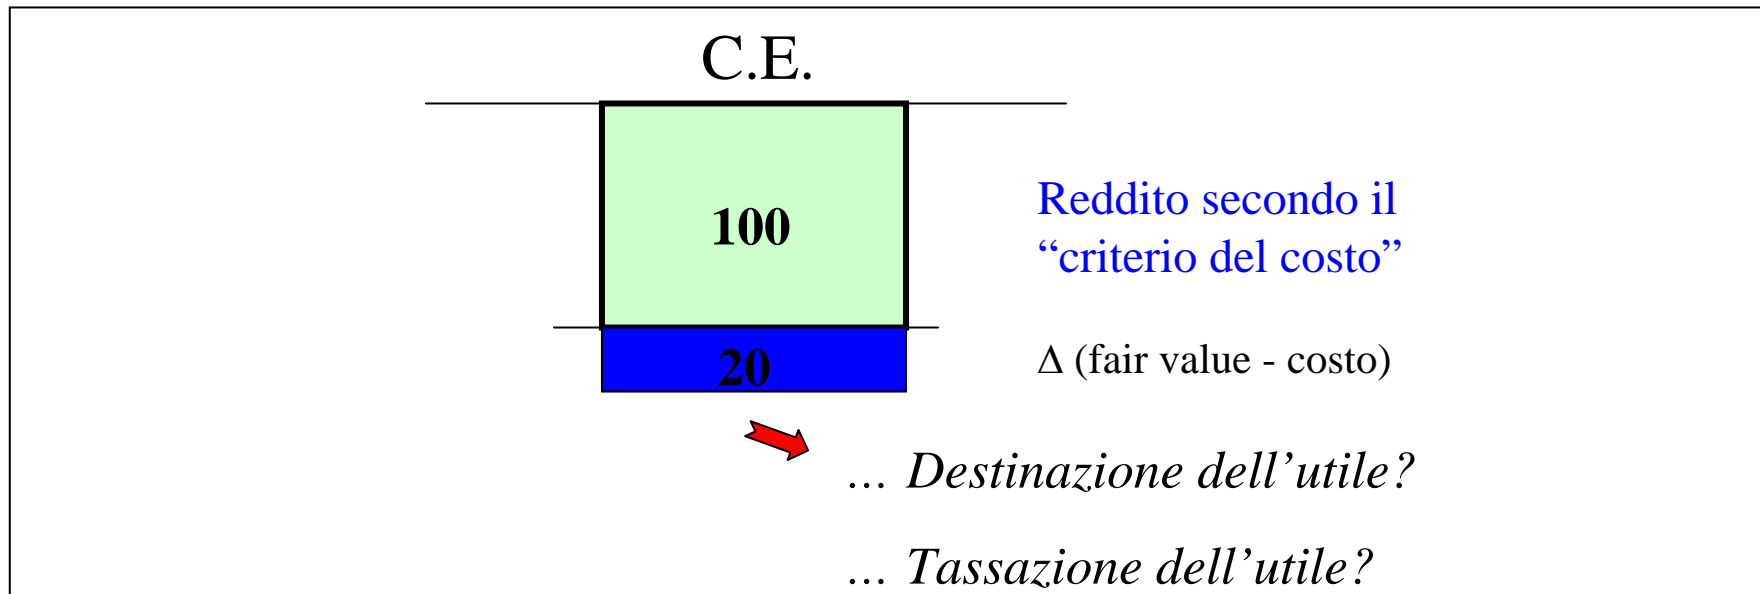 C.E.
100
Reddito secondo il
“criterio del costo”
20
Δ (fair value - costo)
… Destinazione dell’utile?
… Tassazione dell’utile?